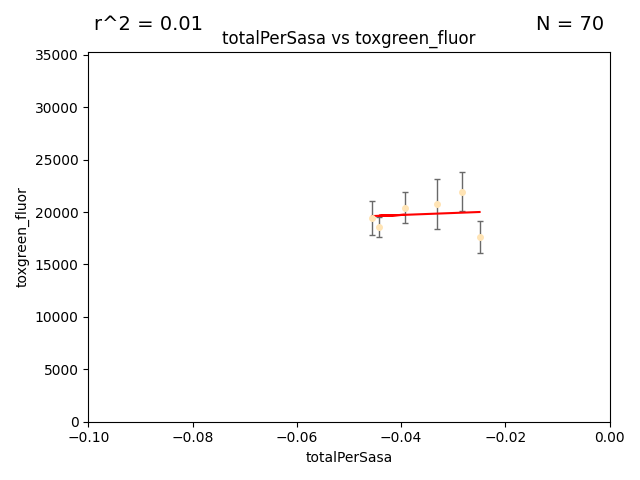 r^2 = 0.01
N = 70
totalPerSasa vs toxgreen_fluor
35000
30000
25000
20000
15000
10000
5000
0
toxgreen_fluor
−0.10
−0.08
−0.06
−0.04
−0.02
0.00
totalPerSasa